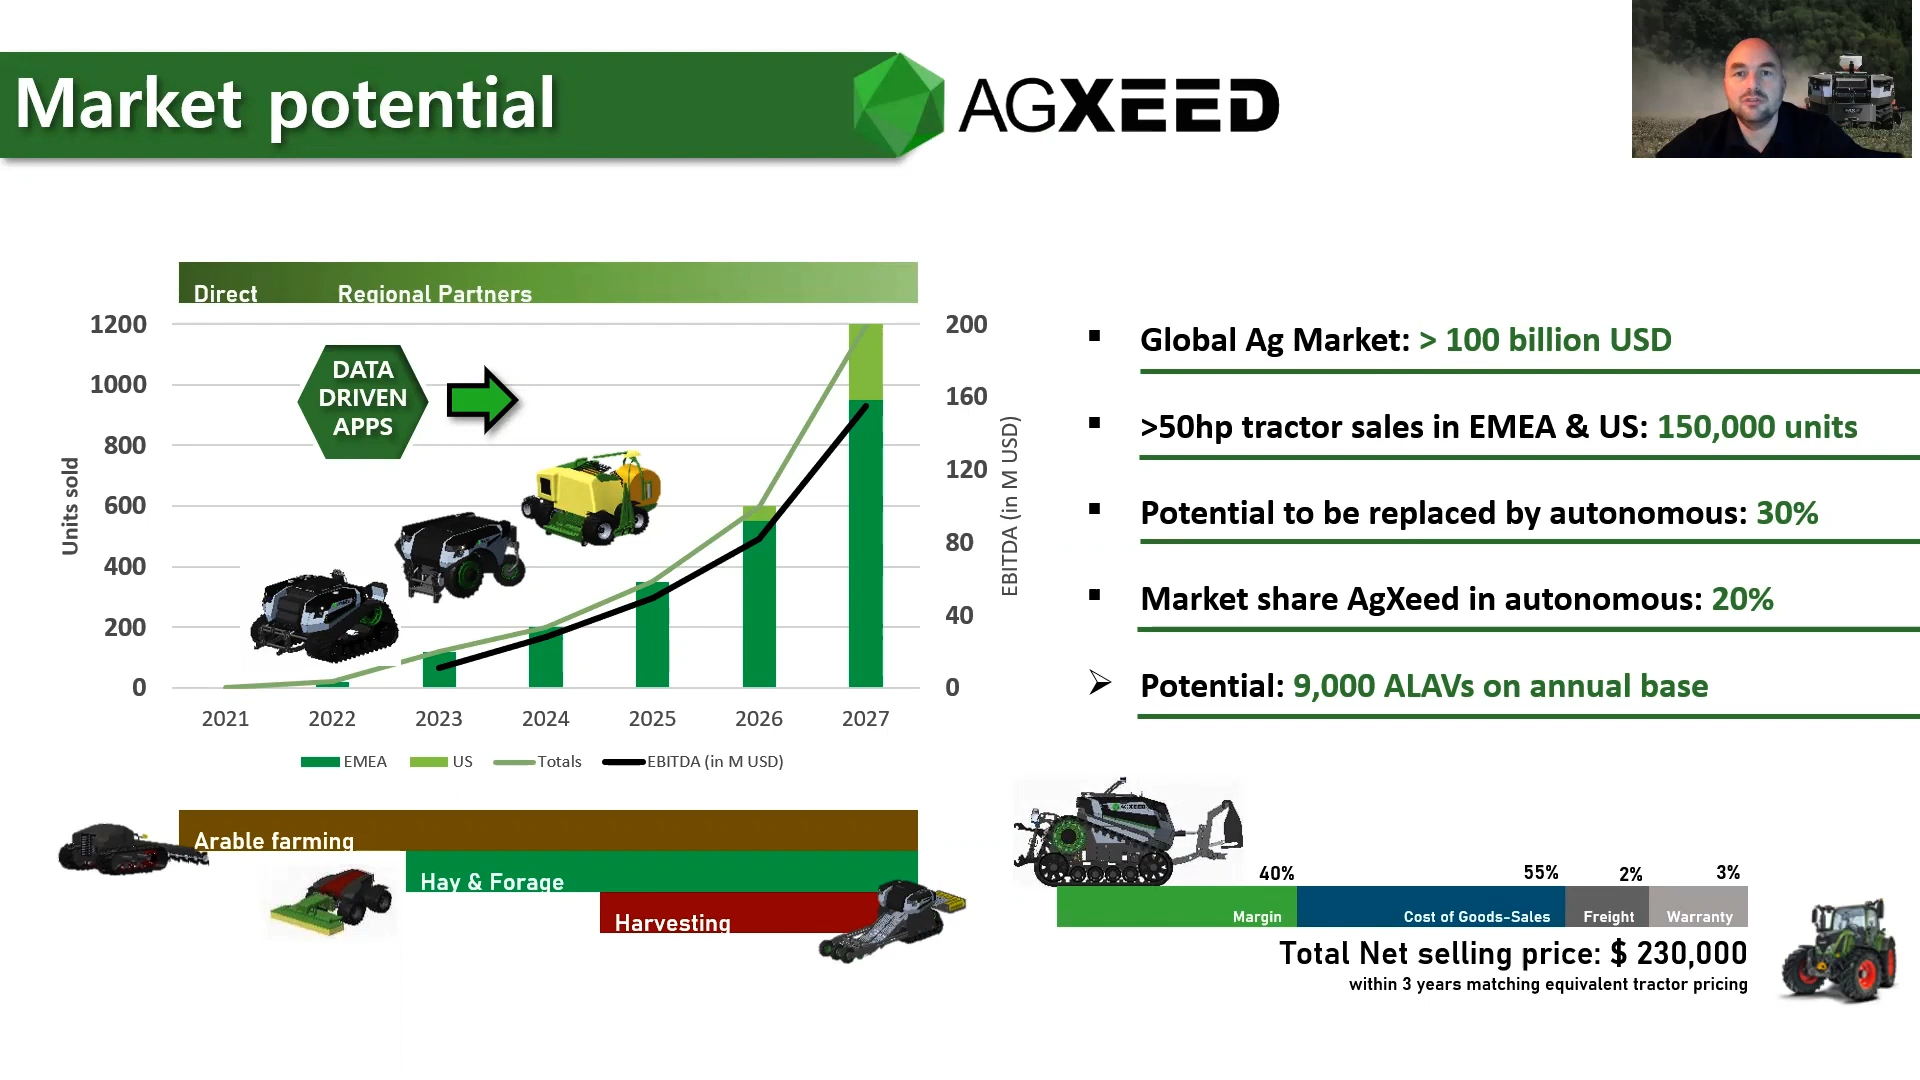 Market potential
AGXEED
Direct
Regional Partners
1200
1000
800
600
400
200
0
Units sold
DATA
DRIVEN
APPS
200
160
120
80
40
0
EBITDA (in M USD)
2021 2022 2023 2024 2025 2026 2027
EMEA US Totals EBITDA (in M USD)
Arable farming
Hay & Forage
Harvesting
▪ Global Ag Market: > 100 billion USD
▪ >50hp tractor sales in EMEA & US: 150,000 units
▪ Potential to be replaced by autonomous: 30%
▪ Market share AgXeed in autonomous: 20%
➢ Potential: 9,000 ALAVs on annual base
AGXEED
40% 55% 2% 3%
Margin Cost of Goods-Sales Freight Warranty
Total Net selling price: $ 230,000
within 3 years matching equivalent tractor pricing